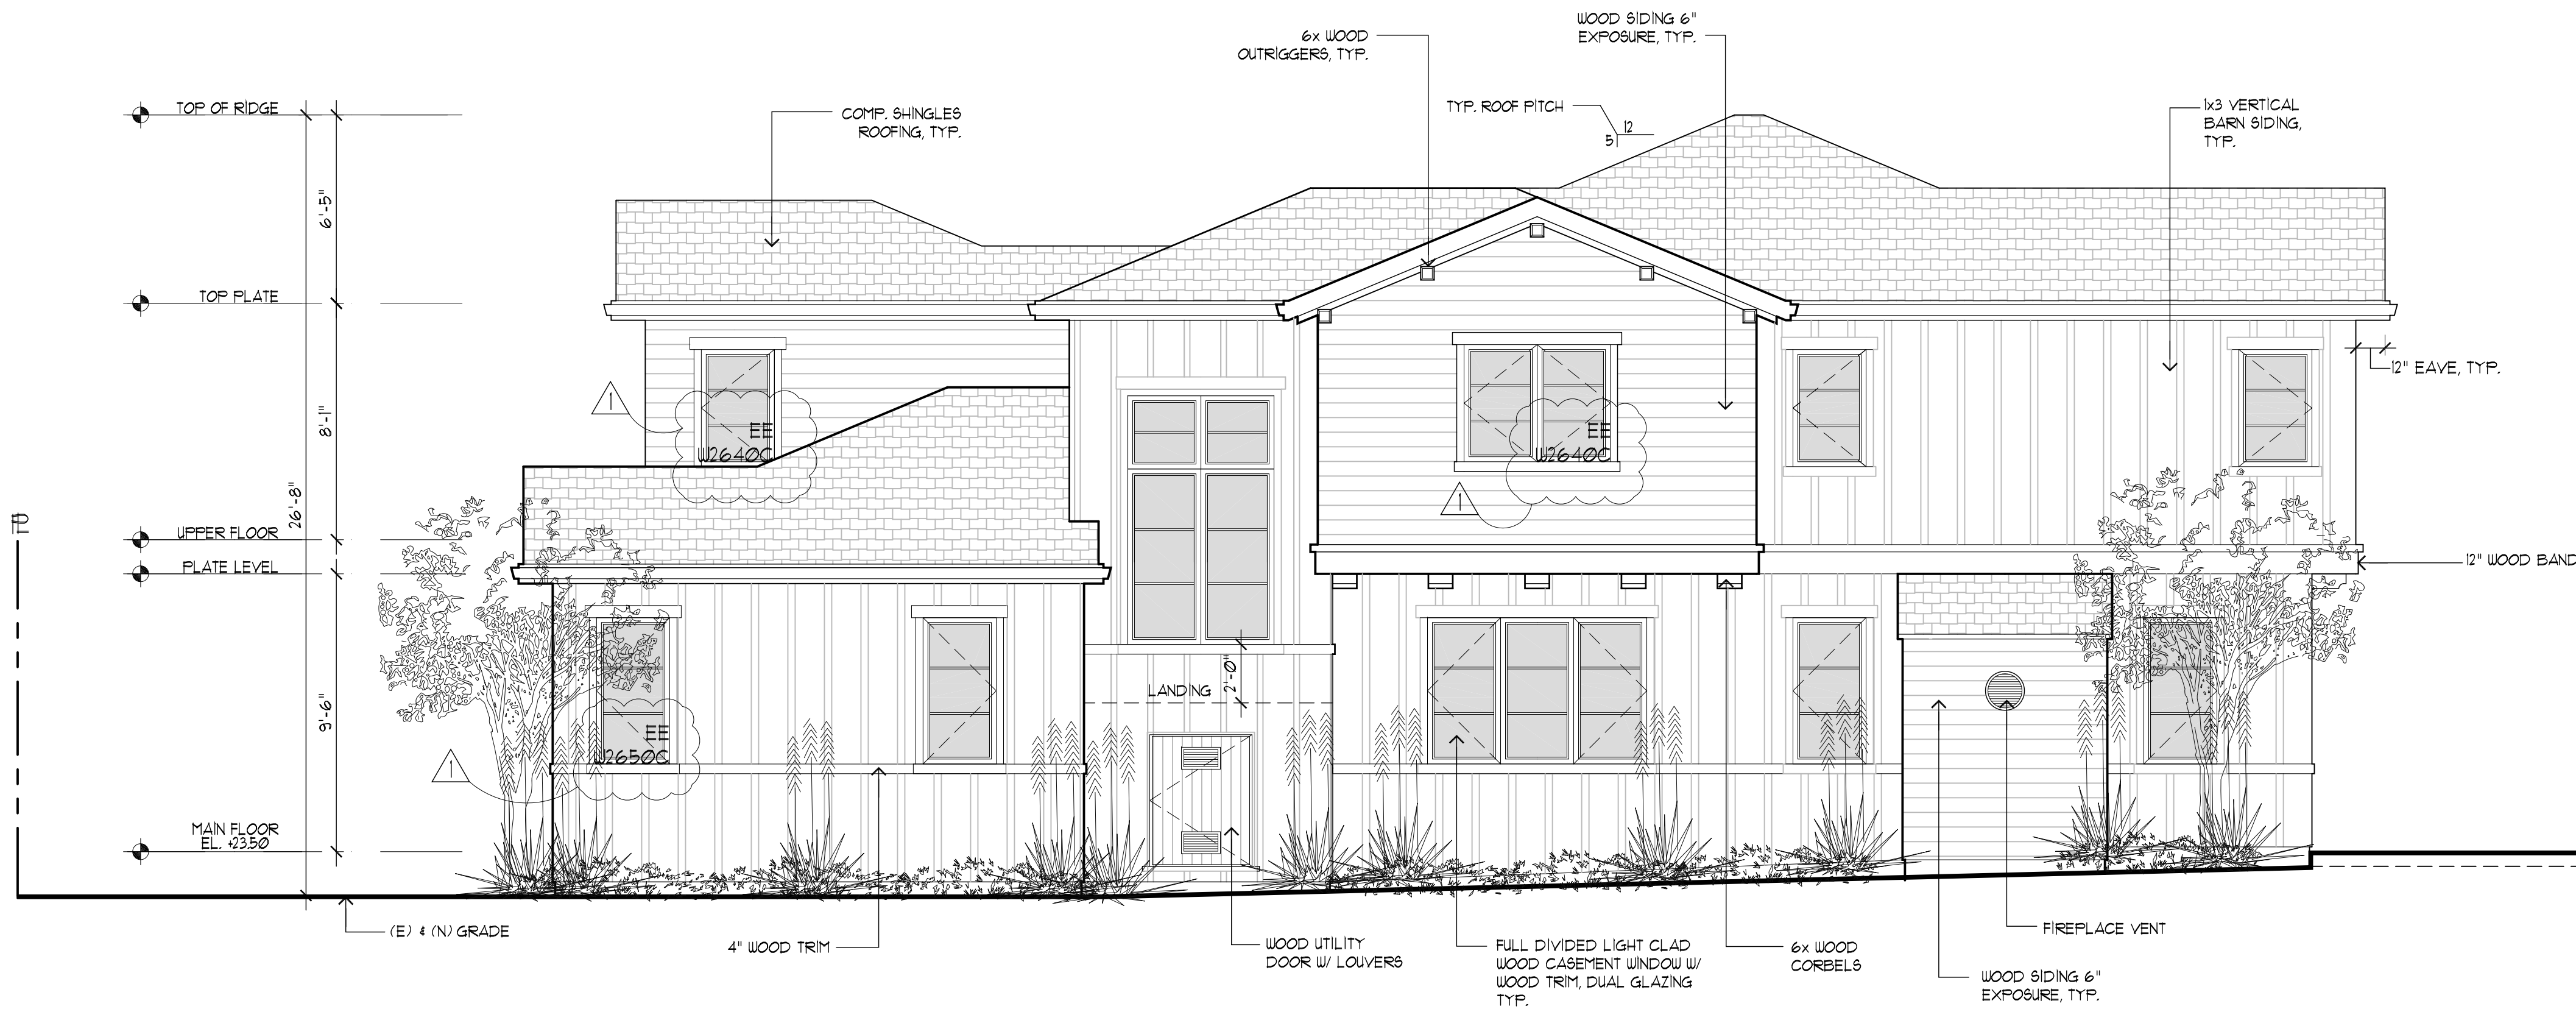 WOOD SIDING 6"
EXPOSURE, TYP.
6x WOOD
OUTRIGGERS, TYP.
TYP. ROOF PITCH
12
5
1x3 VERTICAL
BARN SIDING,
TYP.
COMP. SHINGLES
ROOFING, TYP.
TOP OF RIDGE
6'-5"
TOP PLATE
8'-1"
26'-8"
UPPER FLOOR
PLATE LEVEL
9'-6"
MAIN FLOOR
EL. +23.50
1
EE
W2640C
1
EE
W2640C
1
EE
W2650C
12" EAVE, TYP.
12" WOOD BAND
LANDING
2'-0"
(E) & (N) GRADE
4" WOOD TRIM
WOOD UTILITY
DOOR W/ LOUVERS
FULL DIVIDED LIGHT CLAD
WOOD CASEMENT WINDOW W/
WOOD TRIM, DUAL GLAZING
TYP.
6x WOOD
CORBELS
FIREPLACE VENT
WOOD SIDING 6"
EXPOSURE, TYP.